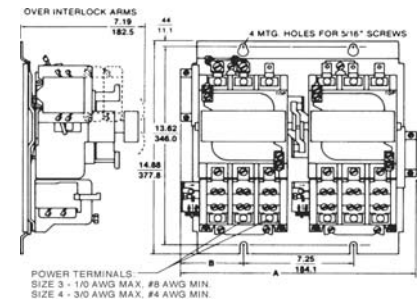 OVER INTERLOCK ARMS
7.19
182.5
44
11.1
4 MTG. HOLES FOR 5/16" SCREWS
13.62
346.0
14.88
377.8
B
7.25
184.1
A
POWER TERMINALS:
SIZE 3 - 1/0 AWG MAX, #8 AWG MIN.
SIZE 4 - 3/0 AWG MAX, #4 AWG MIN.